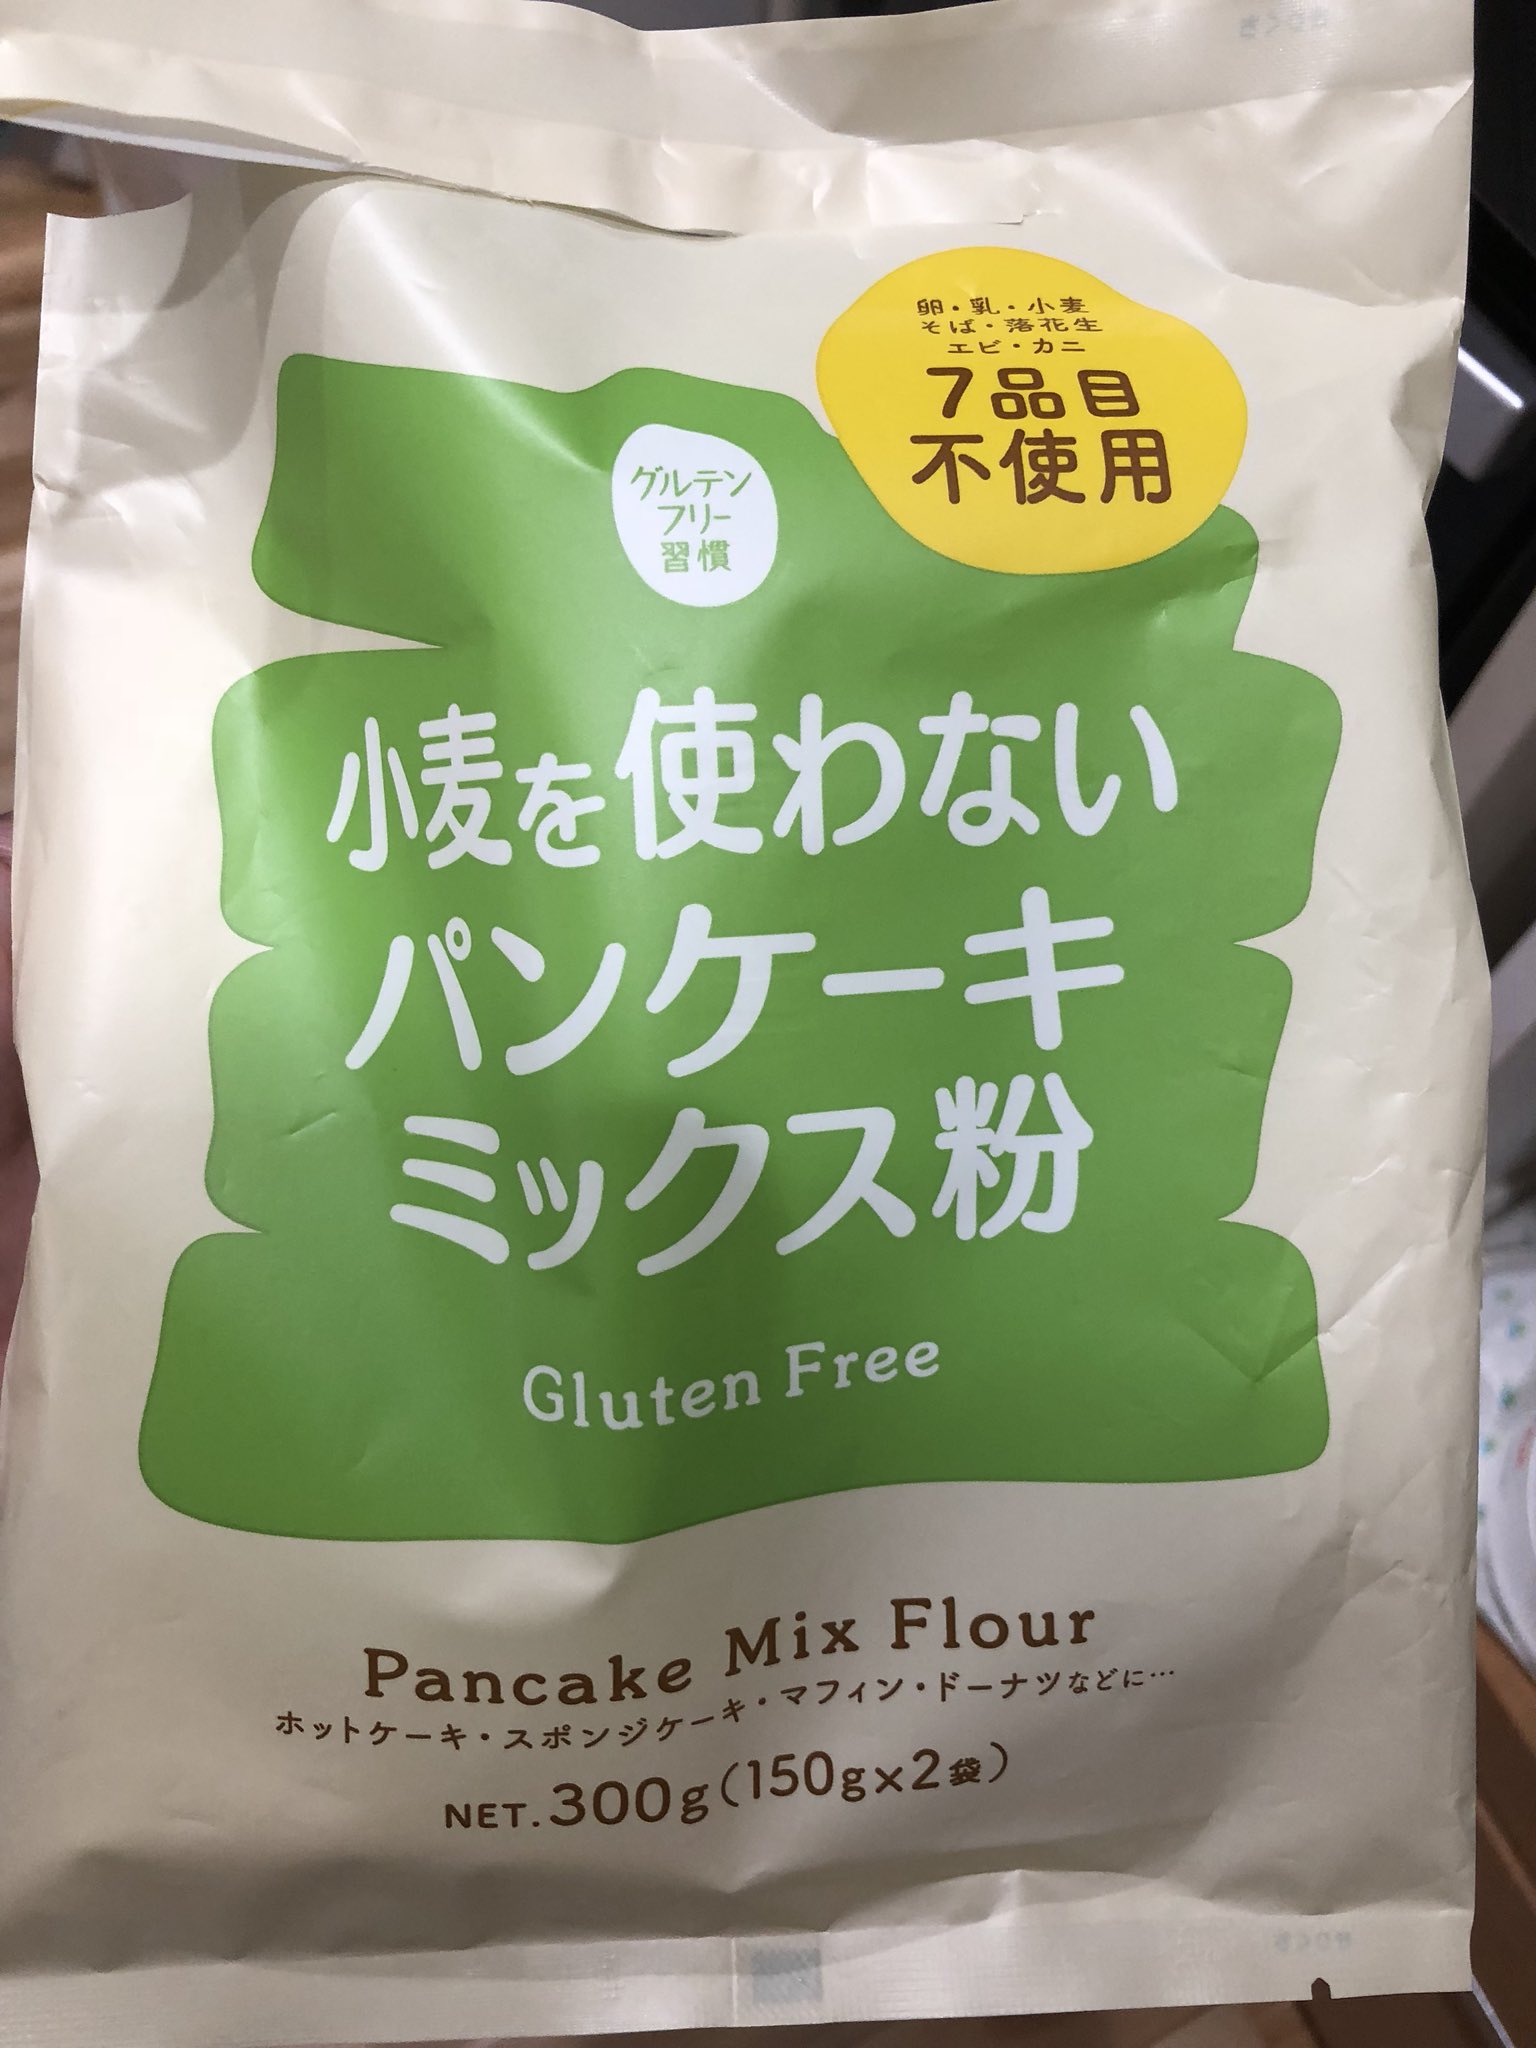 卵・乳・小麦
そば・落花生
エビ・カニ
7品目
不使用
グルテン
フリー
習慣
小麦を使わない
パンケーキ
ミックス粉
Gluten Free
Pancake Mix Flour
ホットケーキ・スポンジケーキ・マフィン・ドーナツなどに…
NET.300g(150g×2袋)